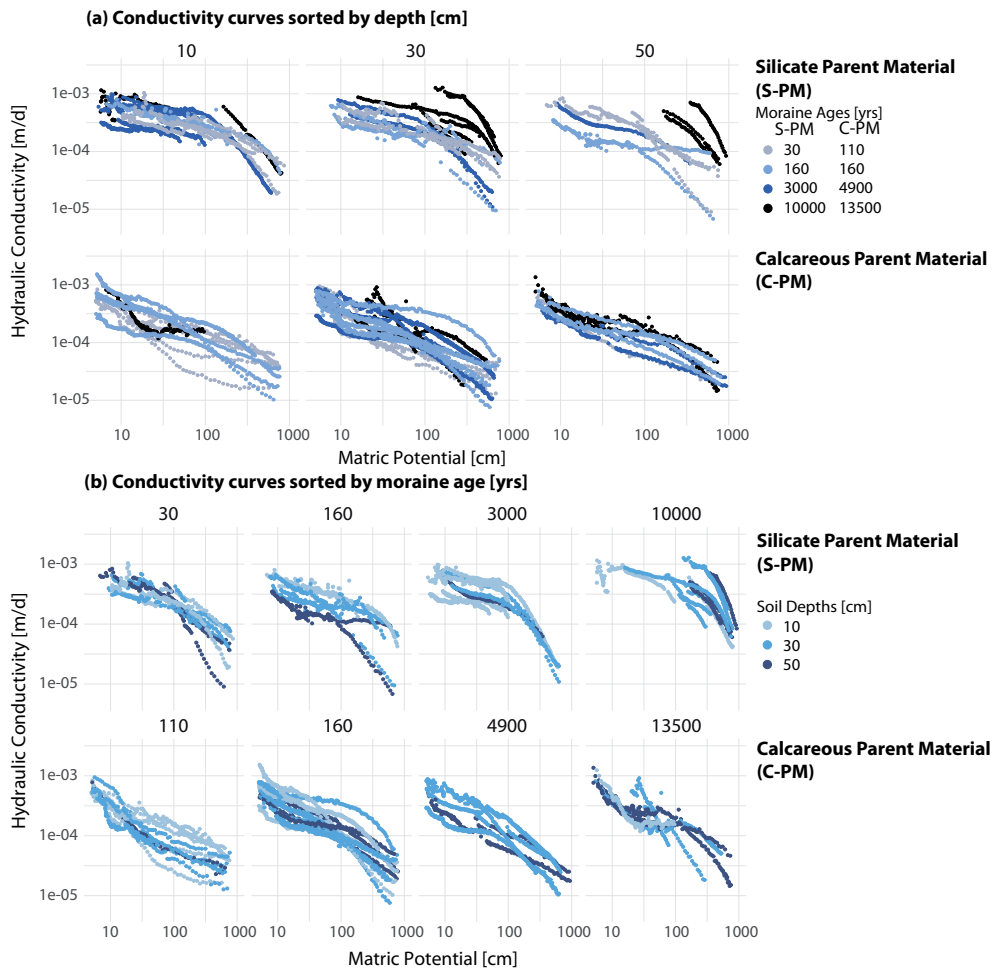 (a) Conductivity curves sorted by depth [cm]
10 30 50
Silicate Parent Material
(S-PM)
Moraine Ages [yrs]
S-PM C-PM
30 110
160 160
3000 4900
10000 13500
1e-03
1e-04
1e-05
Calcareous Parent Material
(C-PM)
1e-03
1e-04
1e-05
Hydraulic Conductivity [m/d]
10 100 1000 10 100 1000 10 100 1000
Matric Potential [cm]
(b) Conductivity curves sorted by moraine age [yrs]
30 160 3000 10000
Silicate Parent Material
(S-PM)
Soil Depths [cm]
10
30
50
1e-03
1e-04
1e-05
110 160 4900 13500
Calcareous Parent Material
(C-PM)
1e-03
1e-04
1e-05
Hydraulic Conductivity [m/d]
10 100 1000 10 100 1000 10 100 1000 10 100 1000
Matric Potential [cm]